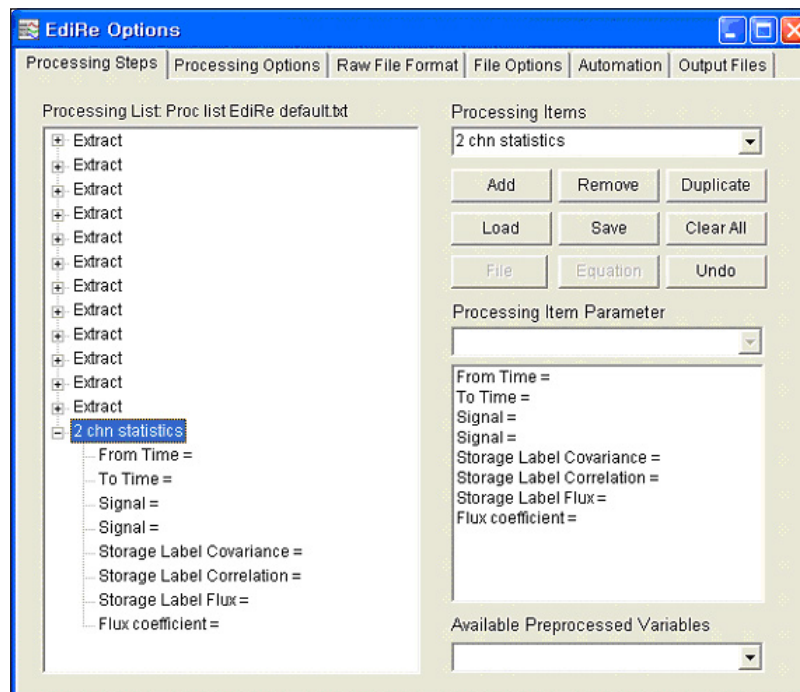 EdiRe Options
Processing Steps Processing Options Raw File Format File Options Automation Output Files
Processing List: Proc list EdiRe default.txt
Extract
Extract
Extract
Extract
Extract
Extract
Extract
Extract
Extract
Extract
Extract
Extract
2 chn statistics
From Time =
To Time =
Signal =
Signal =
Storage Label Covariance =
Storage Label Correlation =
Storage Label Flux =
Flux coefficient =
Processing Items
2 chn statistics
Add Remove Duplicate
Load Save Clear All
File Equation Undo
Processing Item Parameter
From Time =
To Time =
Signal =
Signal =
Storage Label Covariance =
Storage Label Correlation =
Storage Label Flux =
Flux coefficient =
Available Preprocessed Variables